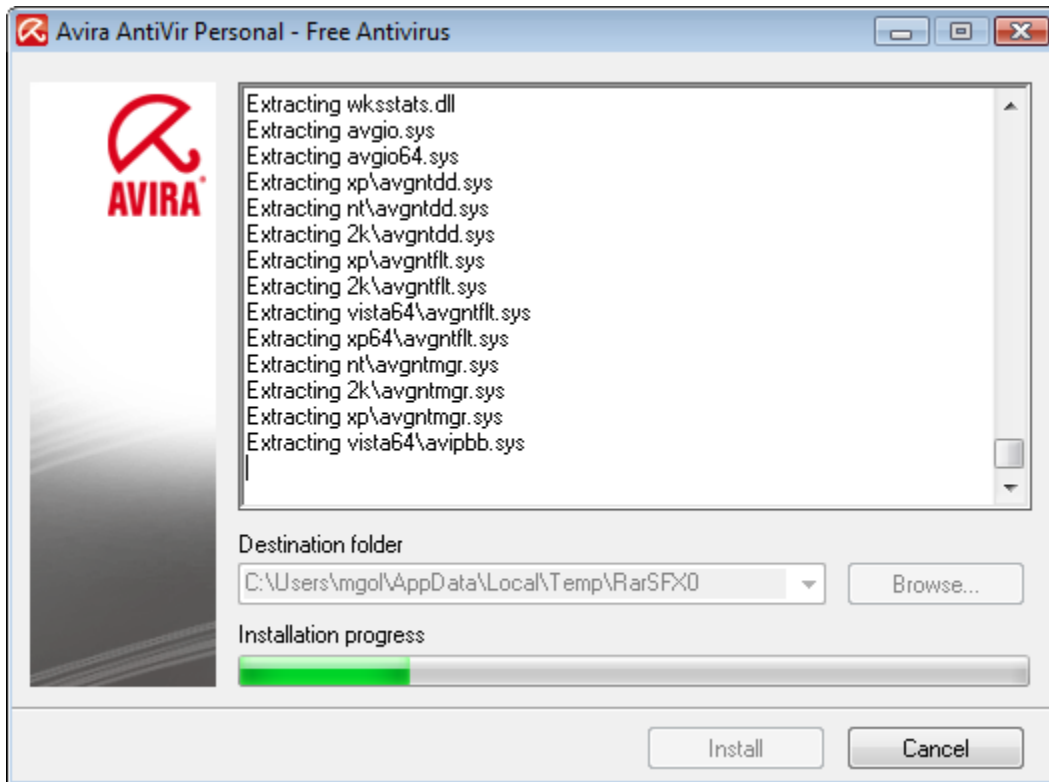 Avira AntiVir Personal - Free Antivirus
AVIRA
Extracting wksstats.dll
Extracting avgio.sys
Extracting avgio64.sys
Extracting xp\avgntdd.sys
Extracting nt\avgntdd.sys
Extracting 2k\avgntdd.sys
Extracting xp\avgntflt.sys
Extracting 2k\avgntflt.sys
Extracting vista64\avgntflt.sys
Extracting xp64\avgntflt.sys
Extracting nt\avgntmgr.sys
Extracting 2k\avgntmgr.sys
Extracting xp\avgntmgr.sys
Extracting vista64\avipbb.sys
Destination folder
C:\Users\mgol\AppData\Local\Temp\RarSFX0
Browse...
Installation progress
Install
Cancel